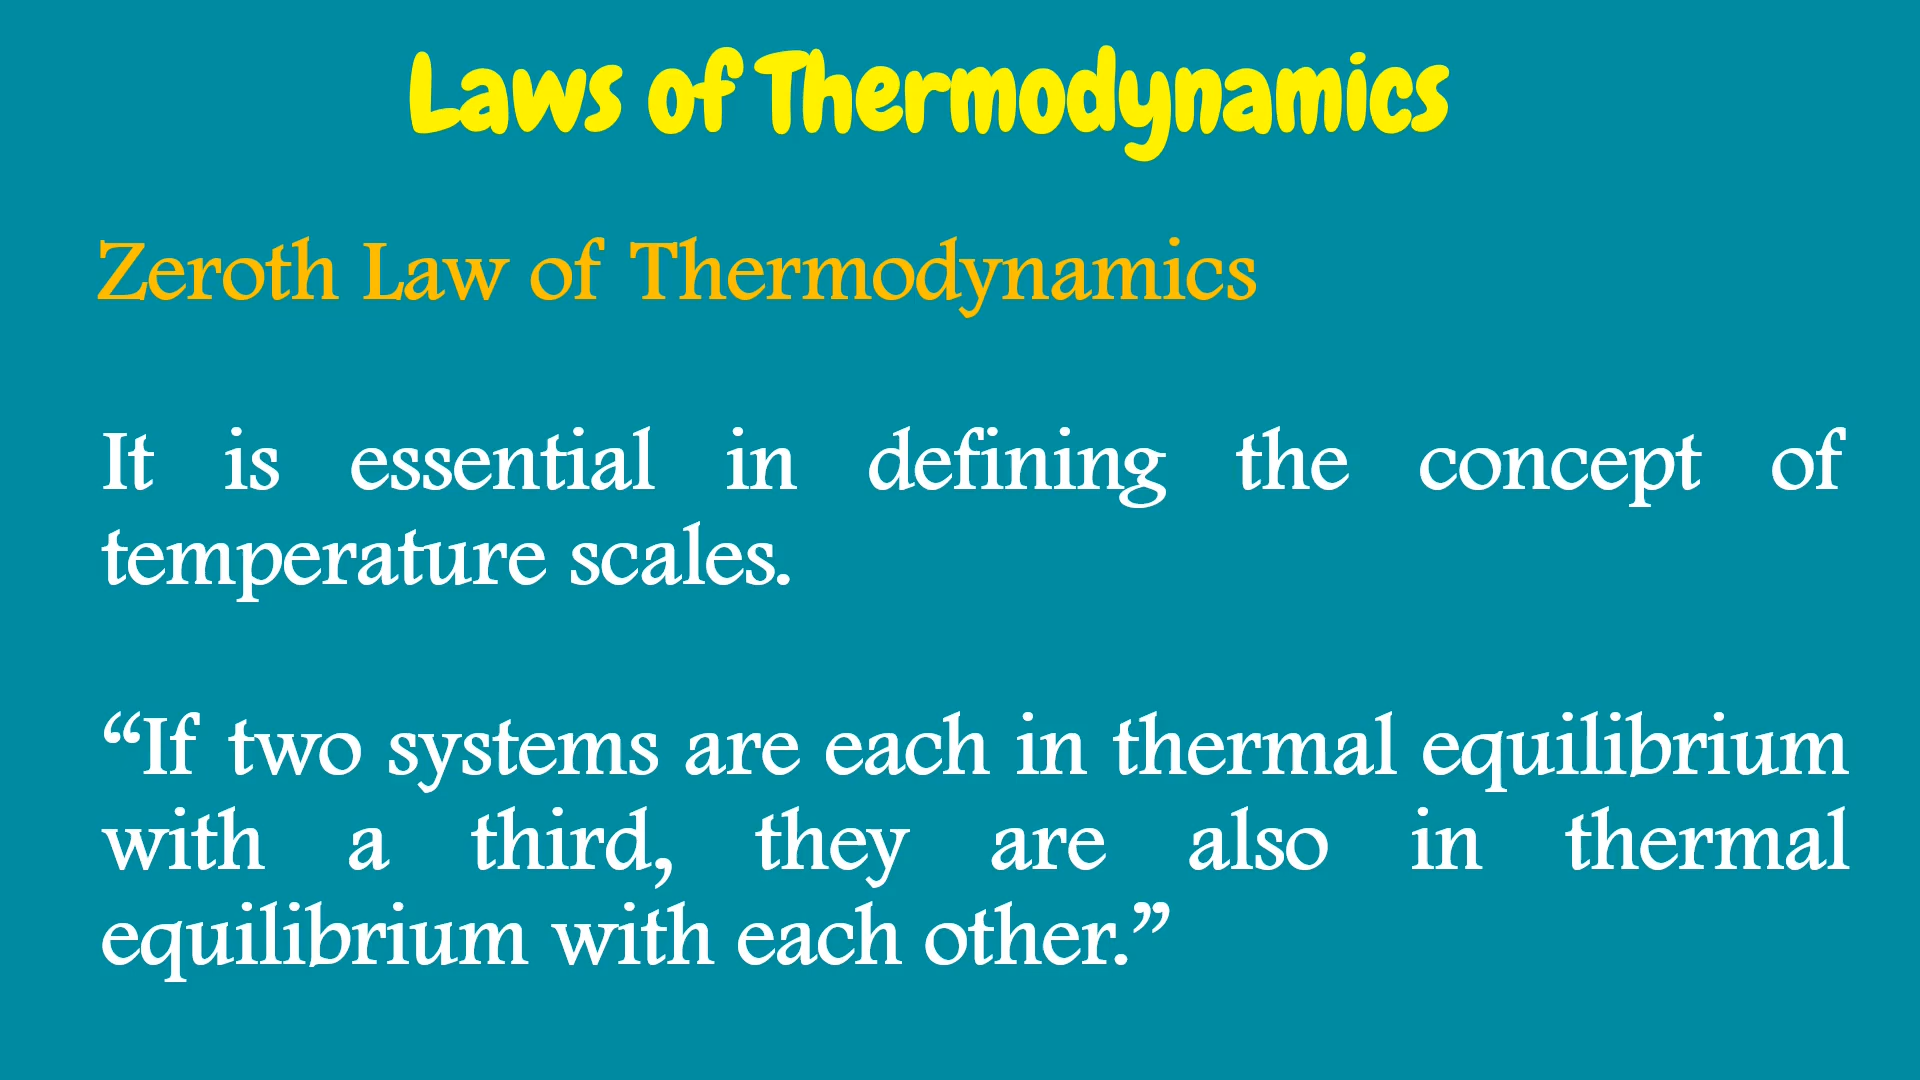 Laws of Thermodynamics
Zeroth Law of Thermodynamics
It is essential in defining the concept of
temperature scales.
“If two systems are each in thermal equilibrium
with a third, they are also in thermal
equilibrium with each other.”